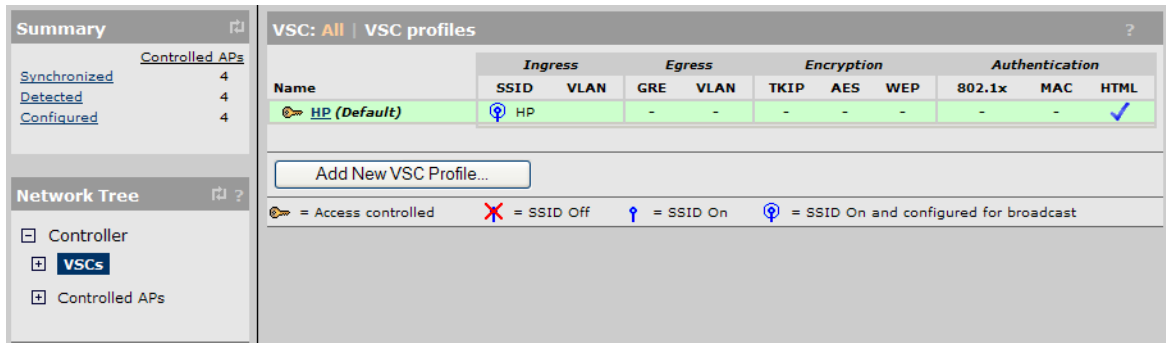 Summary
Controlled APs
Synchronized 4
Detected 4
Configured 4
Network Tree ?
Controller
VSCs
Controlled APs
VSC: All | VSC profiles ?
Ingress Egress Encryption Authentication
Name SSID VLAN GRE VLAN TKIP AES WEP 802.1x MAC HTML
HP (Default) HP - - - - - - -
Add New VSC Profile...
= Access controlled = SSID Off = SSID On = SSID On and configured for broadcast